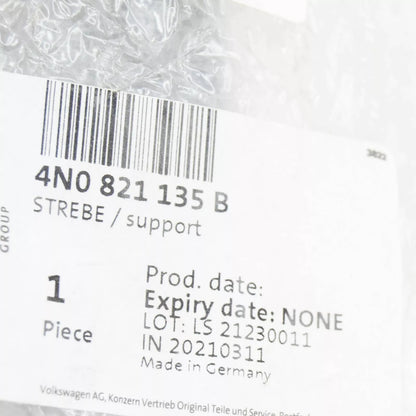 3822
4N0 821 135 B
STREBE / support
GROUP
1
Piece
Prod. date:
Expiry date: NONE
LOT: LS 21230011
IN 20210311
Made in Germany
Volkswagen AG, Konzern Vertrieb Original Teile und Service,